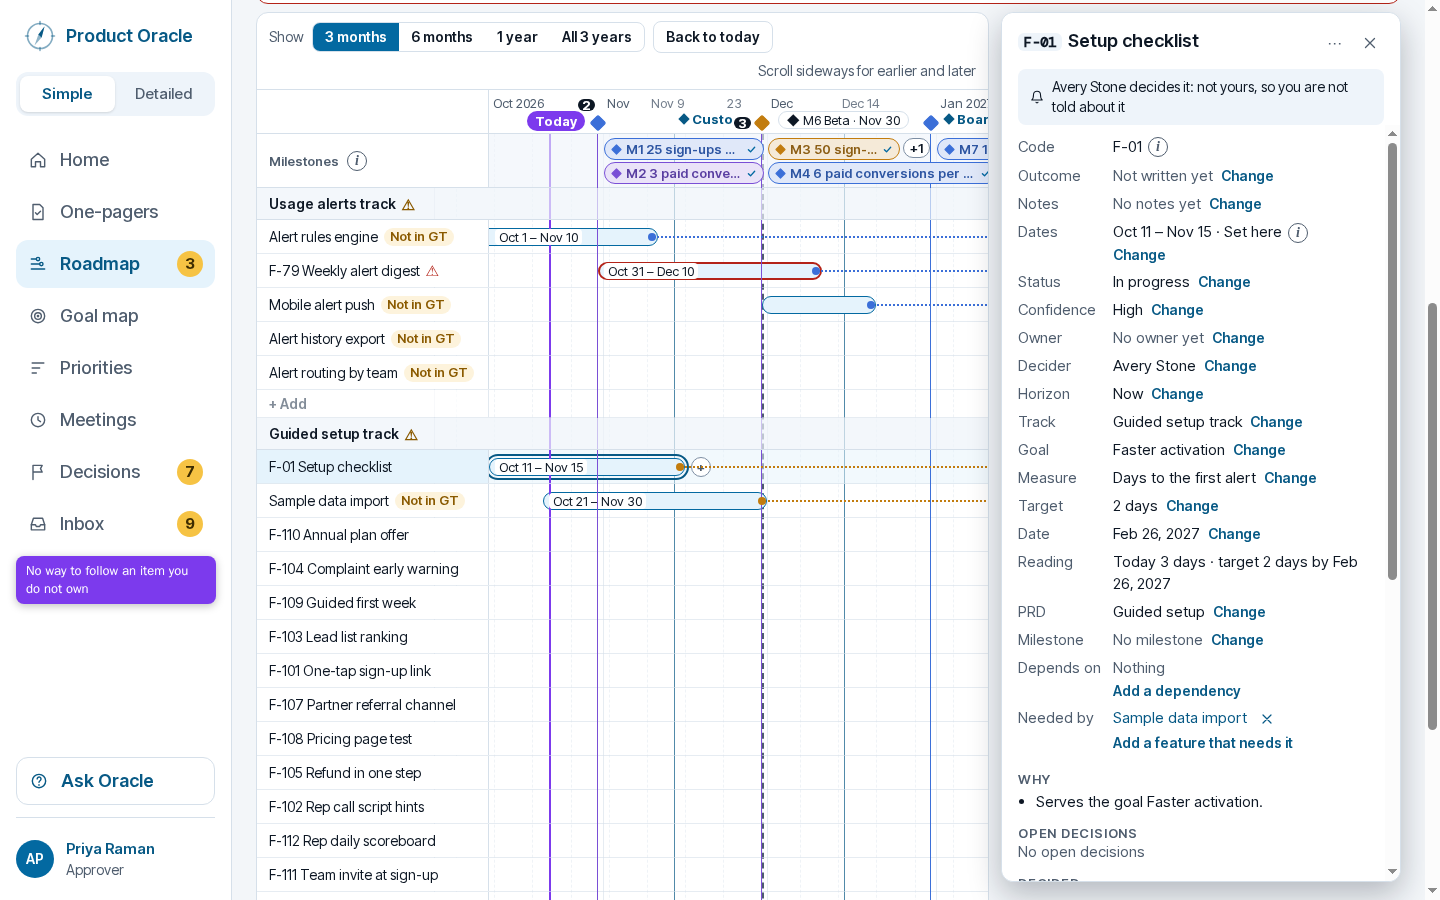 Product Oracle
Simple
Detailed
Home
One-pagers
Roadmap
3
Goal map
Priorities
Meetings
Decisions
7
Inbox
9
No way to follow an item you
do not own
Ask Oracle
AP
Priya Raman
Approver
Show
3 months
6 months
1 year
All 3 years
Back to today
Scroll sideways for earlier and later
Oct 2026
2
Nov
Nov 9
23
Dec
Dec 14
Jan 2027
Today
Custo
3
M6 Beta · Nov 30
Boar
Milestones
M1 25 sign-ups ...
M3 50 sign-...
+1
M7 1
M2 3 paid conve...
M4 6 paid conversions per ...
Usage alerts track
Alert rules engine
Not in GT
Oct 1 – Nov 10
F-79 Weekly alert digest
Oct 31 – Dec 10
Mobile alert push
Not in GT
Alert history export
Not in GT
Alert routing by team
Not in GT
+ Add
Guided setup track
F-01 Setup checklist
Oct 11 – Nov 15
+
Sample data import
Not in GT
Oct 21 – Nov 30
F-110 Annual plan offer
F-104 Complaint early warning
F-109 Guided first week
F-103 Lead list ranking
F-101 One-tap sign-up link
F-107 Partner referral channel
F-108 Pricing page test
F-105 Refund in one step
F-102 Rep call script hints
F-112 Rep daily scoreboard
F-111 Team invite at sign-up
F-01 Setup checklist
Avery Stone decides it: not yours, so you are not
told about it
Code F-01
Outcome Not written yet Change
Notes No notes yet Change
Dates Oct 11 – Nov 15 · Set here
Change
Status In progress Change
Confidence High Change
Owner No owner yet Change
Decider Avery Stone Change
Horizon Now Change
Track Guided setup track Change
Goal Faster activation Change
Measure Days to the first alert Change
Target 2 days Change
Date Feb 26, 2027 Change
Reading Today 3 days · target 2 days by Feb
26, 2027
PRD Guided setup Change
Milestone No milestone Change
Depends on Nothing
Add a dependency
Needed by Sample data import
Add a feature that needs it
WHY
• Serves the goal Faster activation.
OPEN DECISIONS
No open decisions
DECIDED